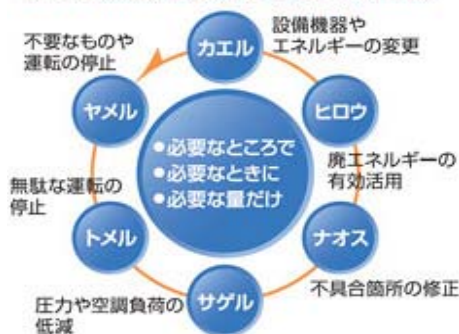 カエル
設備機器や
エネルギーの変更
ヒロウ
廃エネルギーの
有効活用
ナオス
不具合箇所の修正
サゲル
圧力や空調負荷の
低減
トメル
無駄な運転の
停止
ヤメル
不要なものや
運転の停止
●必要なところで
●必要なときに
●必要な量だけ